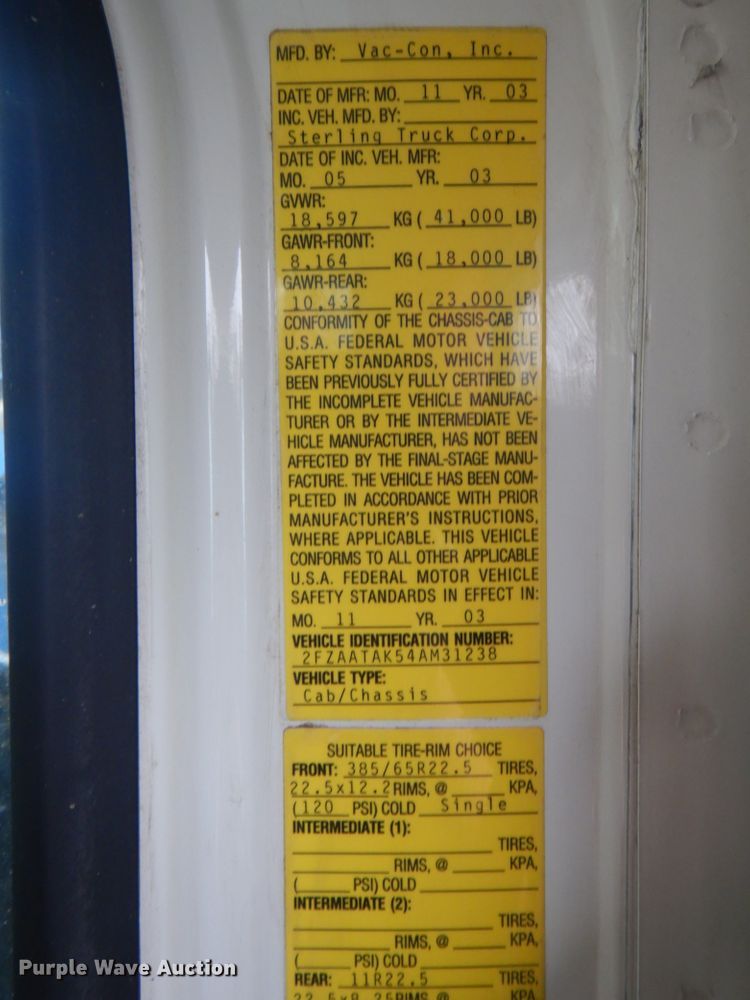 MFD. BY: Vac-Con, Inc.
DATE OF MFR: MO. 11 YR. 03
INC. VEH. MFD. BY:
Sterling Truck Corp.
DATE OF INC. VEH. MFR:
MO. 05 YR. 03
GVWR:
18,597 KG ( 41,000 LB)
GAWR-FRONT:
8,164 KG ( 18,000 LB)
GAWR-REAR:
10,432 KG ( 23,000 LB)
CONFORMITY OF THE CHASSIS-CAB TO
U.S.A. FEDERAL MOTOR VEHICLE
SAFETY STANDARDS, WHICH HAVE
BEEN PREVIOUSLY FULLY CERTIFIED BY
THE INCOMPLETE VEHICLE MANUFAC-
TURER OR BY THE INTERMEDIATE VE-
HICLE MANUFACTURER, HAS NOT BEEN
AFFECTED BY THE FINAL-STAGE MANU-
FACTURE. THE VEHICLE HAS BEEN COM-
PLETED IN ACCORDANCE WITH PRIOR
MANUFACTURER'S INSTRUCTIONS,
WHERE APPLICABLE. THIS VEHICLE
CONFORMS TO ALL OTHER APPLICABLE
U.S.A. FEDERAL MOTOR VEHICLE
SAFETY STANDARDS IN EFFECT IN:
MO. 11 YR. 03
VEHICLE IDENTIFICATION NUMBER:
2FZAATAK54AM31238
VEHICLE TYPE:
Cab/Chassis
SUITABLE TIRE-RIM CHOICE
FRONT: 385/65R22.5 TIRES,
22.5x12.2 RIMS, @ KPA,
(120 PSI) COLD Single
INTERMEDIATE (1):
TIRES,
RIMS, @ KPA,
( PSI) COLD
INTERMEDIATE (2):
TIRES,
RIMS, @ KPA,
( PSI) COLD
REAR: 11R22.5 TIRES,
22.5x8.25 RIMS @ KPA
Purple Wave Auction